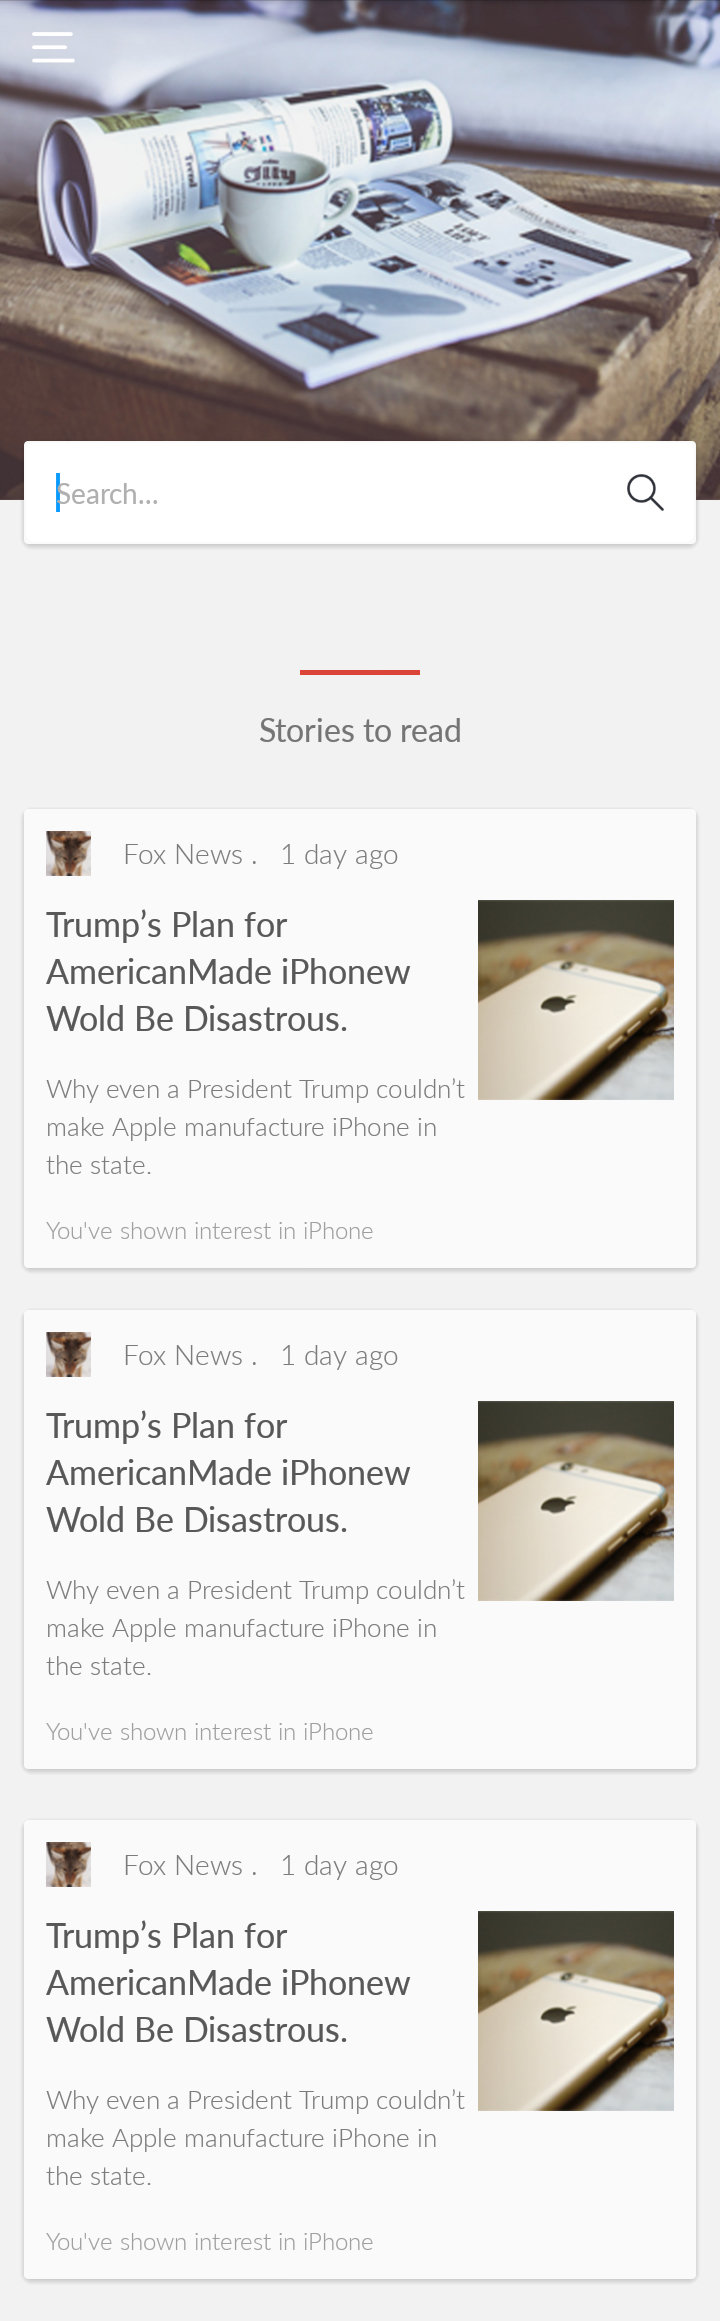 illy
Search...
Stories to read
Fox News . 1 day ago
Trump’s Plan for
AmericanMade iPhonew
Wold Be Disastrous.
Why even a President Trump couldn’t
make Apple manufacture iPhone in
the state.
You've shown interest in iPhone
Fox News . 1 day ago
Trump’s Plan for
AmericanMade iPhonew
Wold Be Disastrous.
Why even a President Trump couldn’t
make Apple manufacture iPhone in
the state.
You've shown interest in iPhone
Fox News . 1 day ago
Trump’s Plan for
AmericanMade iPhonew
Wold Be Disastrous.
Why even a President Trump couldn’t
make Apple manufacture iPhone in
the state.
You've shown interest in iPhone